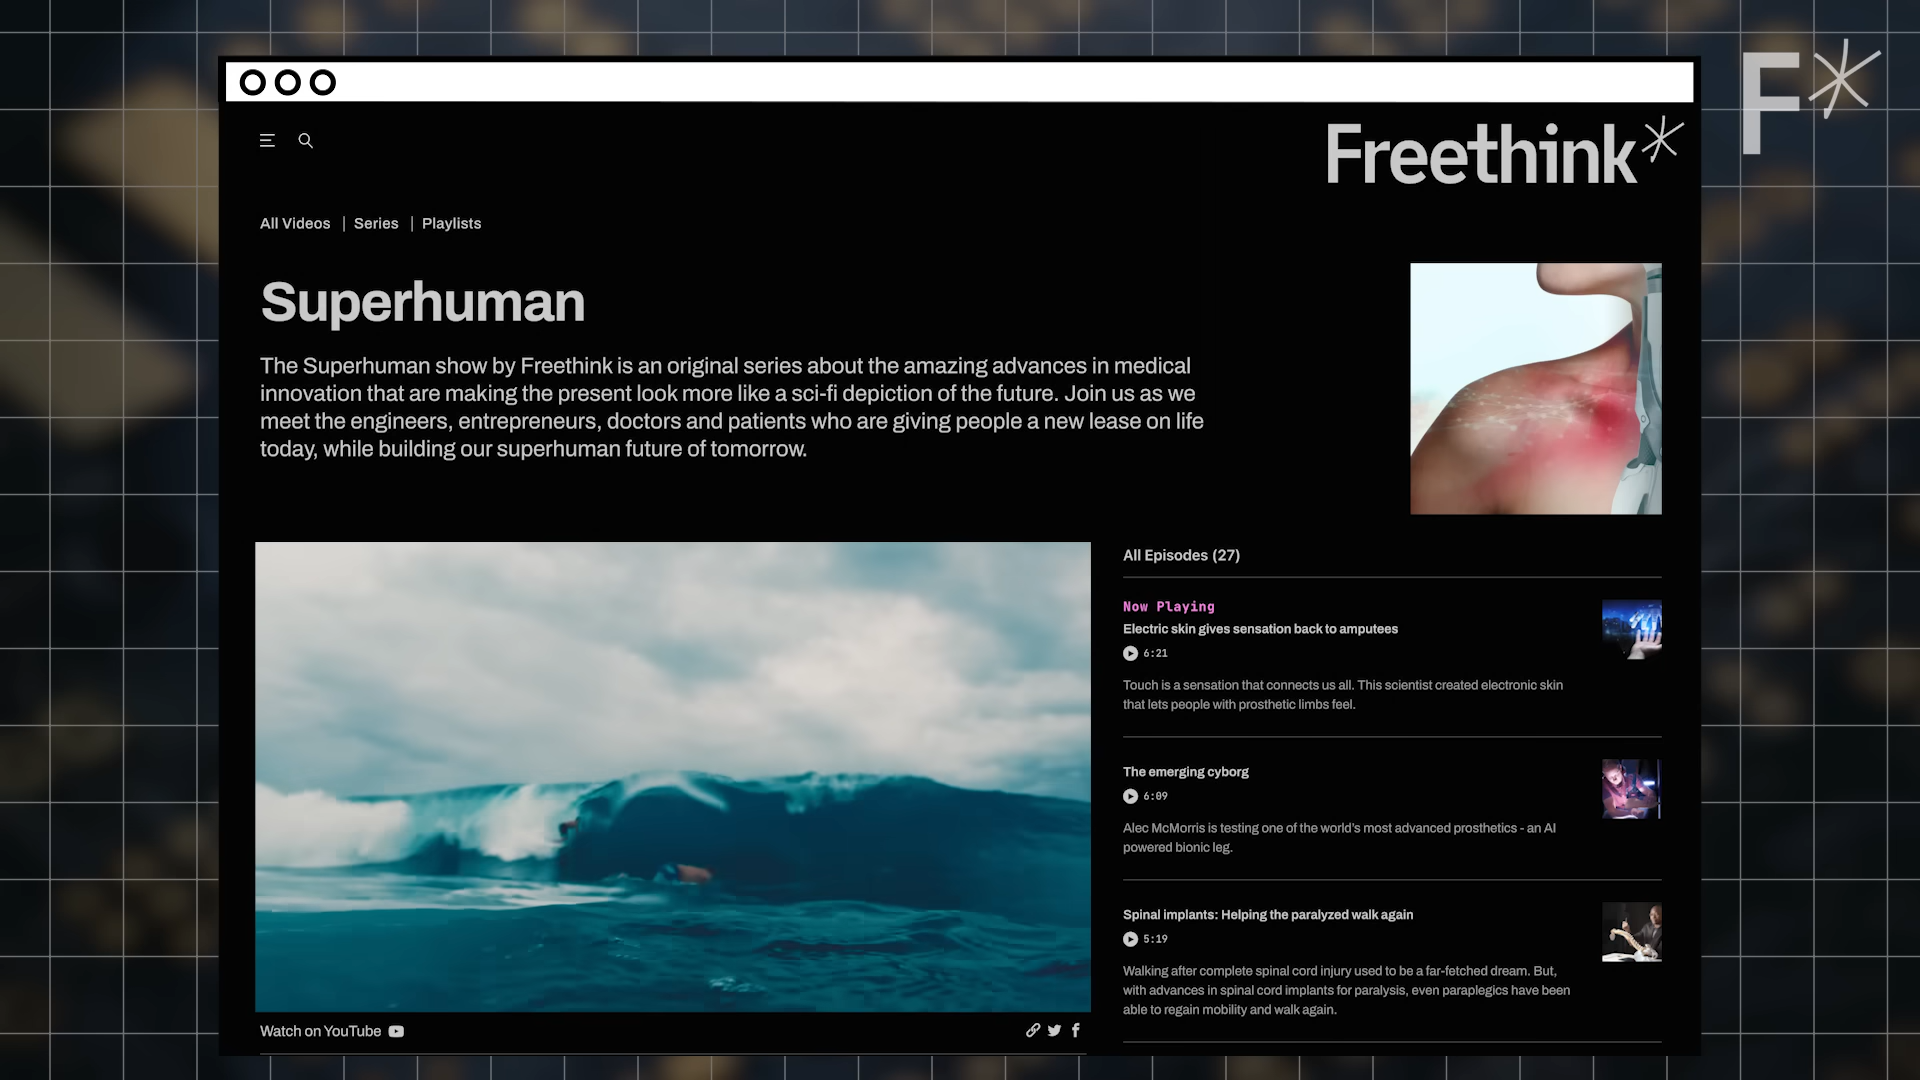 F*
Freethink*
All Videos | Series | Playlists
Superhuman
The Superhuman show by Freethink is an original series about the amazing advances in medical
innovation that are making the present look more like a sci-fi depiction of the future. Join us as we
meet the engineers, entrepreneurs, doctors and patients who are giving people a new lease on life
today, while building our superhuman future of tomorrow.
All Episodes (27)
Now Playing
Electric skin gives sensation back to amputees
6:21
Touch is a sensation that connects us all. This scientist created electronic skin
that lets people with prosthetic limbs feel.
The emerging cyborg
6:09
Alec McMorris is testing one of the world's most advanced prosthetics - an AI
powered bionic leg.
Spinal implants: Helping the paralyzed walk again
5:19
Walking after complete spinal cord injury used to be a far-fetched dream. But,
with advances in spinal cord implants for paralysis, even paraplegics have been
able to regain mobility and walk again.
Watch on YouTube